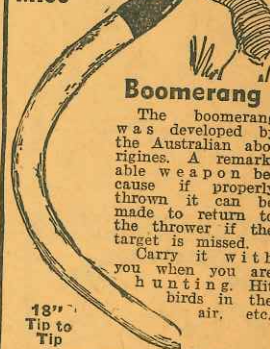 Boomerang
The boomerang
was developed by
the Australian abo
rigines. A remark
able weapon be
cause if properly
thrown it can be
made to return to
the thrower if the
target is missed.
Carry it with
you when you are
hunting. Hit
birds in the
air, etc.
18"
Tip to
Tip